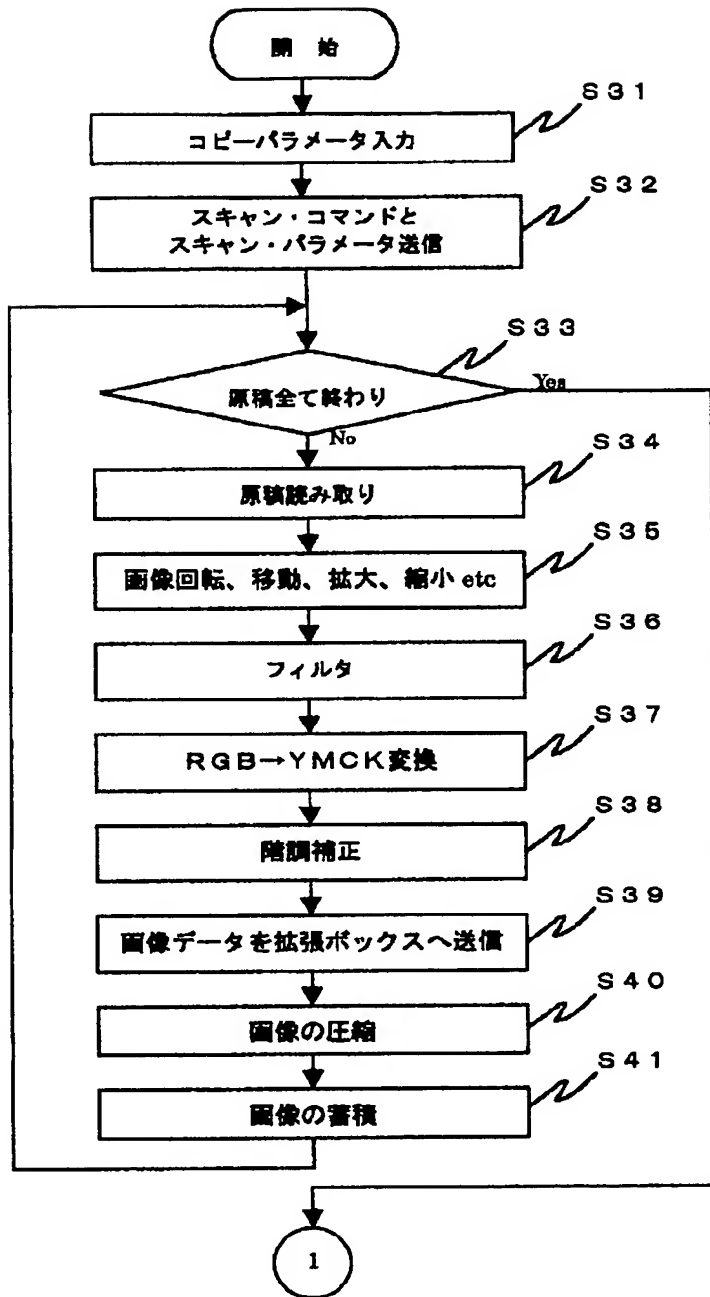 開 始
S31
コピーパラメータ入力
S32
スキャン・コマンドと
スキャン・パラメータ送信
S33
原稿全て終わり
Yes
No
S34
原稿読み取り
S35
画像回転、移動、拡大、縮小 etc
S36
フィルタ
S37
RGB→YMCK変換
S38
階調補正
S39
画像データを拡張ボックスへ送信
S40
画像の圧縮
S41
画像の蓄積
1